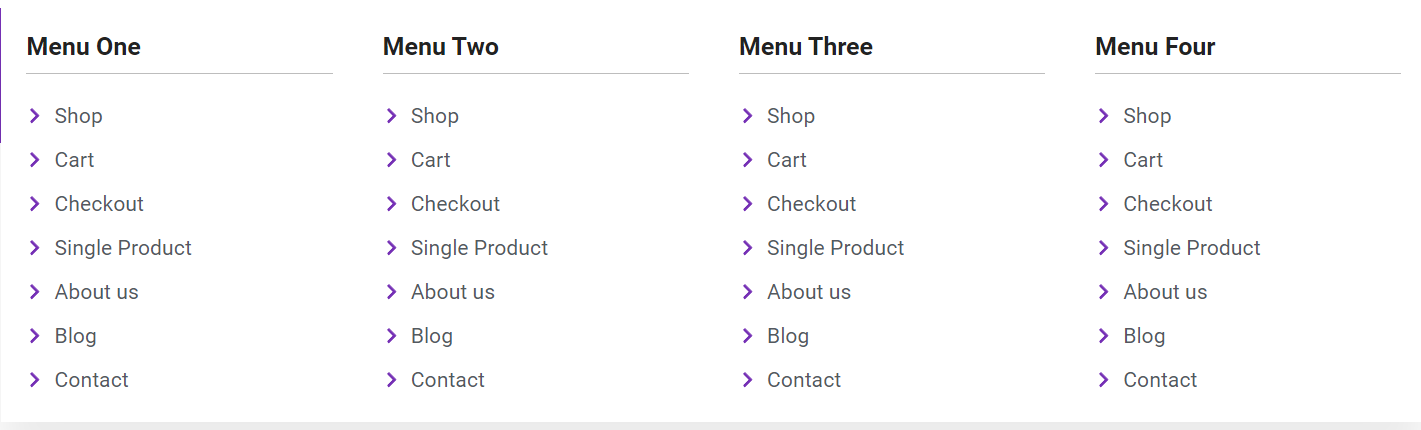 Menu One
Shop
Cart
Checkout
Single Product
About us
Blog
Contact
Menu Two
Shop
Cart
Checkout
Single Product
About us
Blog
Contact
Menu Three
Shop
Cart
Checkout
Single Product
About us
Blog
Contact
Menu Four
Shop
Cart
Checkout
Single Product
About us
Blog
Contact